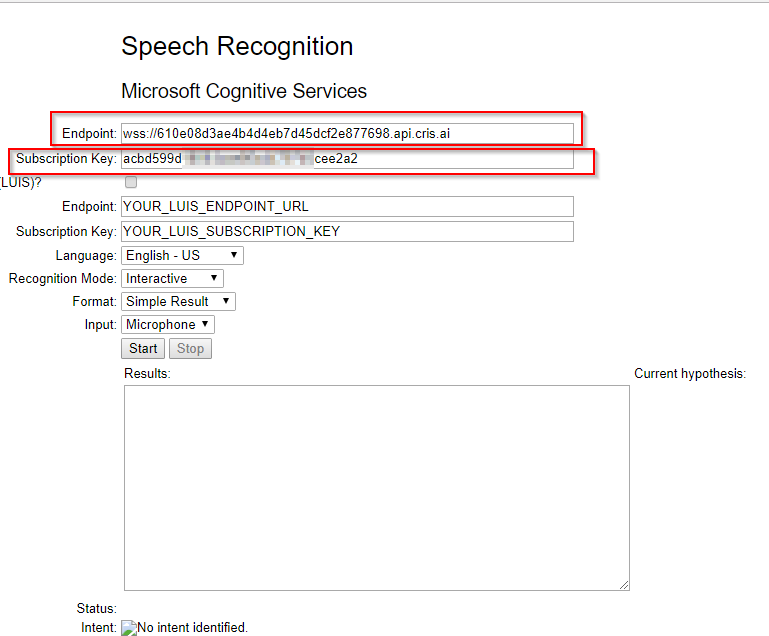 Speech Recognition
Microsoft Cognitive Services
Endpoint: wss://610e08d3ae4b4d4eb7d45dcf2e877698.api.cris.ai
Subscription Key: acbd599d cee2a2
(LUIS)?
Endpoint: YOUR_LUIS_ENDPOINT_URL
Subscription Key: YOUR_LUIS_SUBSCRIPTION_KEY
Language: English - US
Recognition Mode: Interactive
Format: Simple Result
Input: Microphone
Start Stop
Results: Current hypothesis:
Status:
Intent: No intent identified.